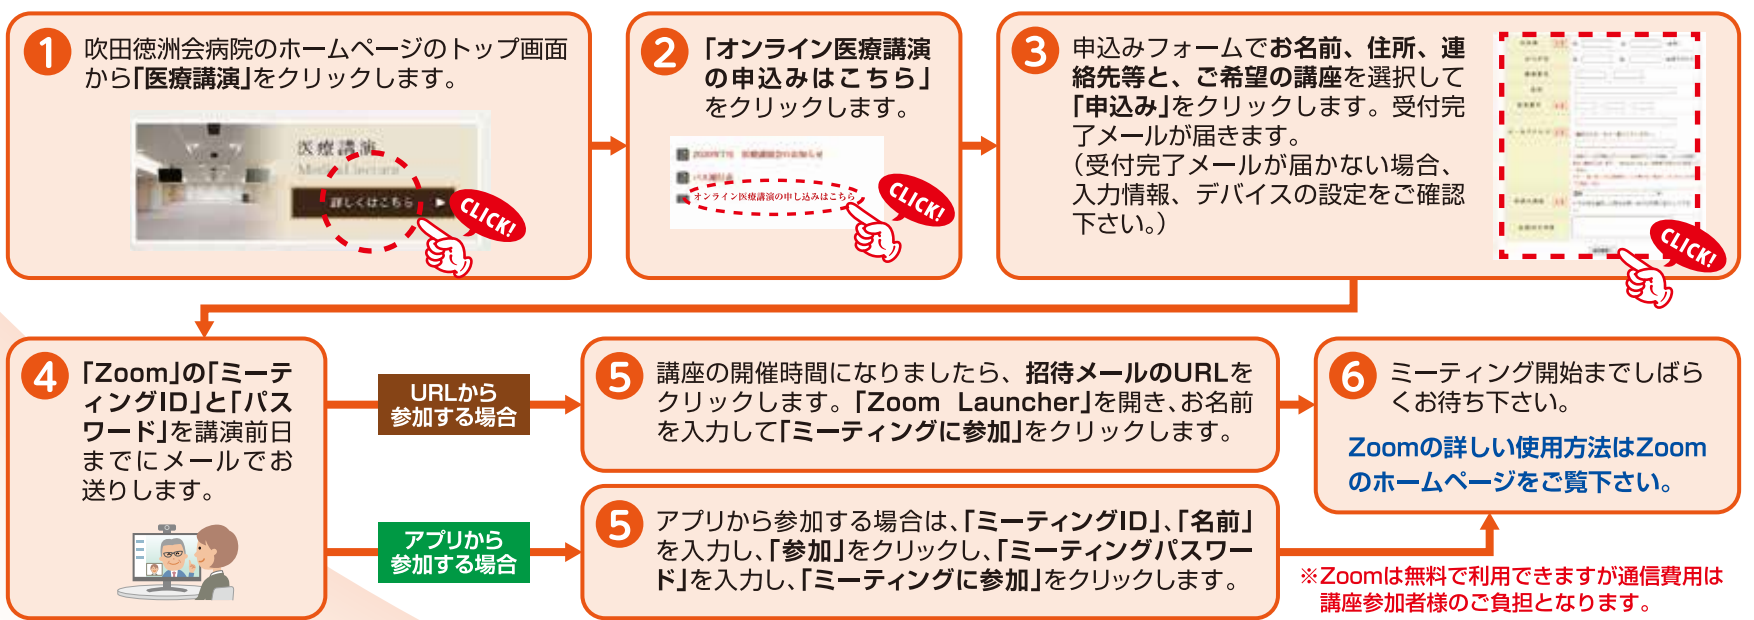 1
吹田徳洲会病院のホームページのトップ画面
から「医療講演」をクリックします。
医療講演
Medical lecture
詳しくはこちら ▶
CLICK!
2
「オンライン医療講演
の申込みはこちら」
をクリックします。
オンライン医療講演の申し込みはこちら
CLICK!
3
申込みフォームでお名前、住所、連
絡先等と、ご希望の講座を選択して
「申込み」をクリックします。受付完
了メールが届きます。
（受付完了メールが届かない場合、
入力情報、デバイスの設定をご確認
下さい。）
CLICK!
4
「Zoom」の「ミーテ
ィングID」と「パス
ワード」を講演前日
までにメールでお
送りします。
URLから
参加する場合
5
講座の開催時間になりましたら、招待メールのURLを
クリックします。「Zoom Launcher」を開き、お名前
を入力して「ミーティングに参加」をクリックします。
アプリから
参加する場合
5
アプリから参加する場合は、「ミーティングID」、「名前」
を入力し、「参加」をクリックし、「ミーティングパスワー
ド」を入力し、「ミーティングに参加」をクリックします。
6
ミーティング開始までしばら
くお待ち下さい。
Zoomの詳しい使用方法はZoom
のホームページをご覧下さい。
※Zoomは無料で利用できますが通信費用は
講座参加者様のご負担となります。